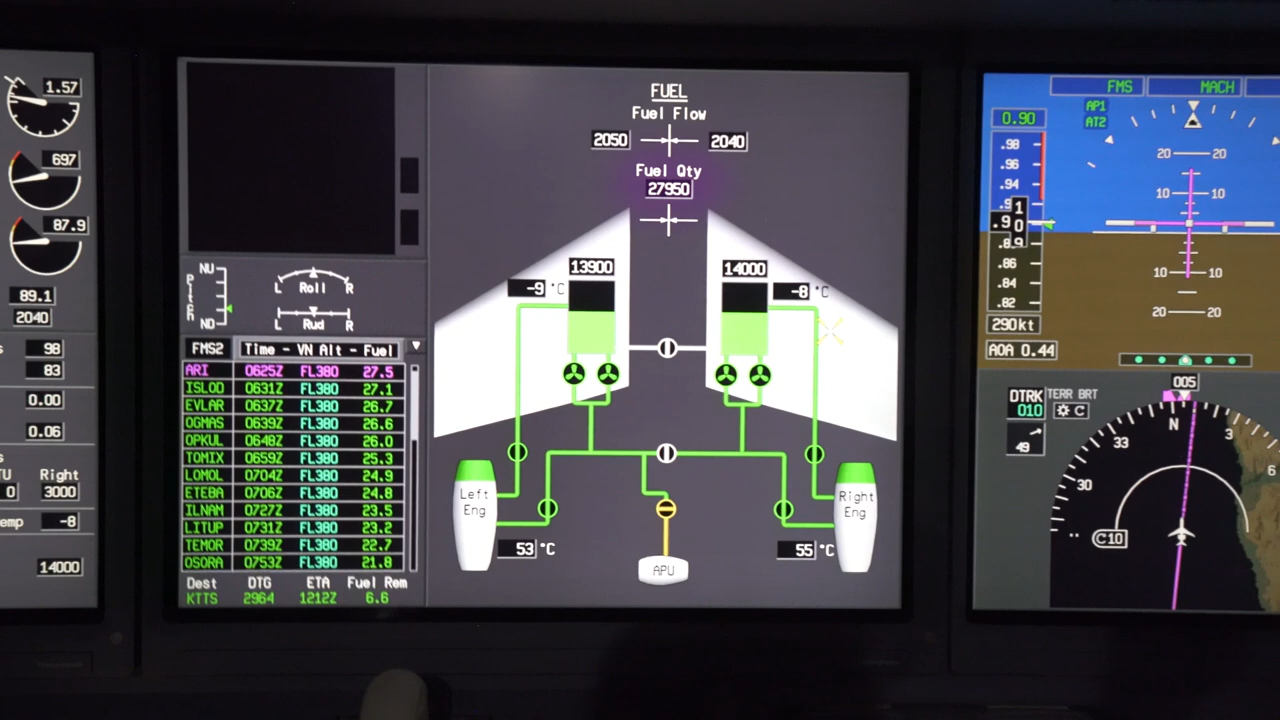 1.57
697
87.9
89.1
2040
s 98
83
0.00
0.06
s
TU Right
0 3000
emp -8
14000
NU
Pitch
ND
L Roll R
L Rud R
FMS2 Time - VN Alt - Fuel
ARI 0625Z FL380 27.5
ISLOD 0631Z FL380 27.1
EVLAR 0637Z FL380 26.7
OGMAS 0639Z FL380 26.6
OPKUL 0648Z FL380 26.0
TOMIX 0659Z FL380 25.3
LOMOL 0704Z FL380 24.9
ETEBA 0706Z FL380 24.8
ILNAM 0727Z FL380 23.5
LITUP 0731Z FL380 23.2
TEMOR 0739Z FL380 22.7
OSORA 0753Z FL380 21.8
Dest DTG ETA Fuel Rem
KTTS 2964 1212Z 6.6
FUEL
Fuel Flow
2050 2040
Fuel Qty
27950
13900 14000
-9 °C -8 °C
Left
Eng
Right
Eng
53 °C 55 °C
APU
FMS MACH
AP1
AT2
0.90
.98
.96
.94
.9
.9 1
0
.89
.86
.84
.82
20 20
10 10
10 10
20 20
290kt
AOA 0.44
005
DTRK
010
TERR BRT
C
49
N
33
3
30
6
C10